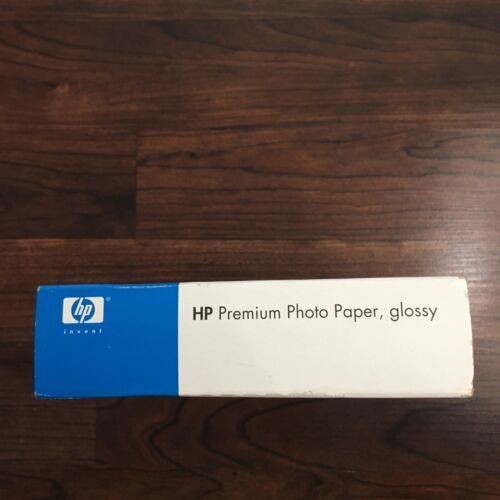 hp®
invent
HP Premium Photo Paper, glossy